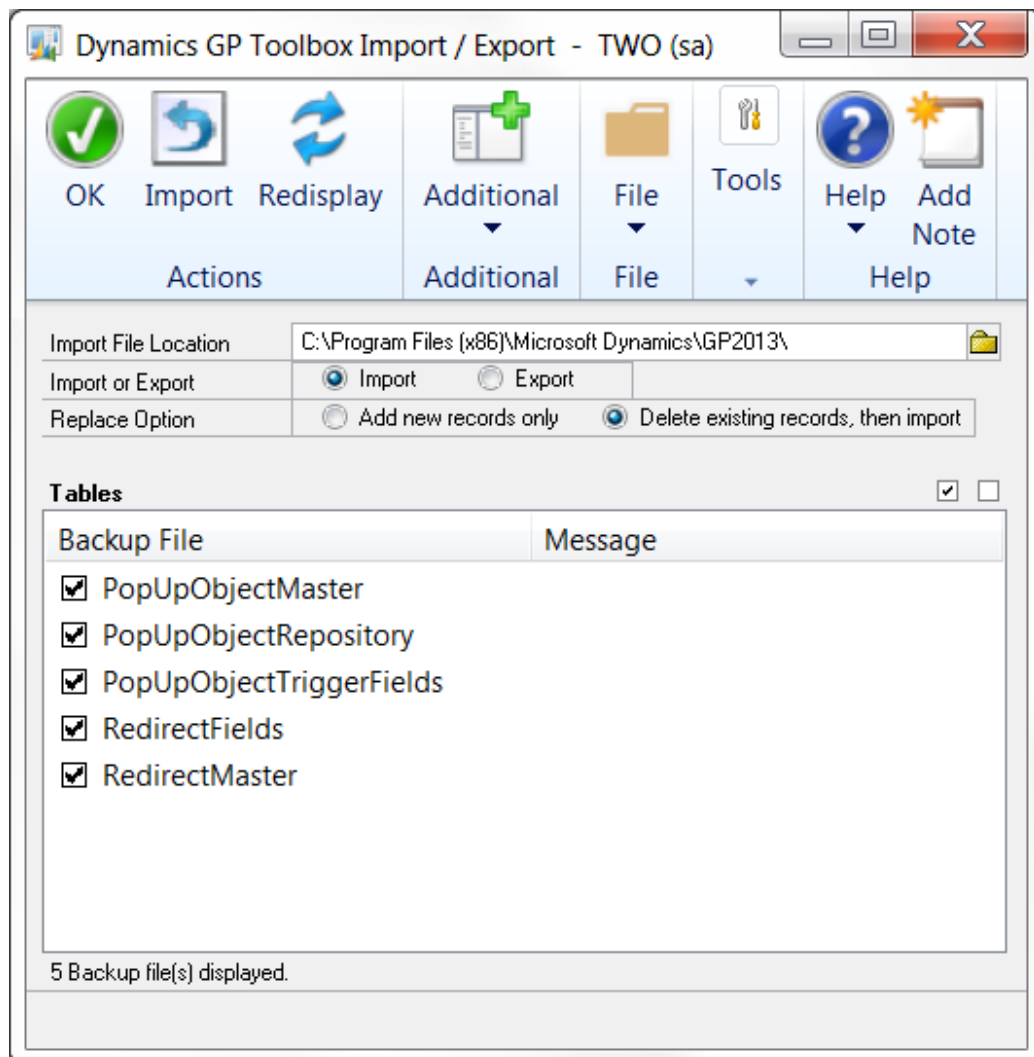 Dynamics GP Toolbox Import / Export  -  TWO (sa)
OK Import Redisplay Additional File Tools Help Add Note
Actions Additional File Help
Import File Location C:\Program Files (x86)\Microsoft Dynamics\GP2013\
Import or Export Import Export
Replace Option Add new records only Delete existing records, then import
Tables
Backup File Message
PopUpObjectMaster
PopUpObjectRepository
PopUpObjectTriggerFields
RedirectFields
RedirectMaster
5 Backup file(s) displayed.